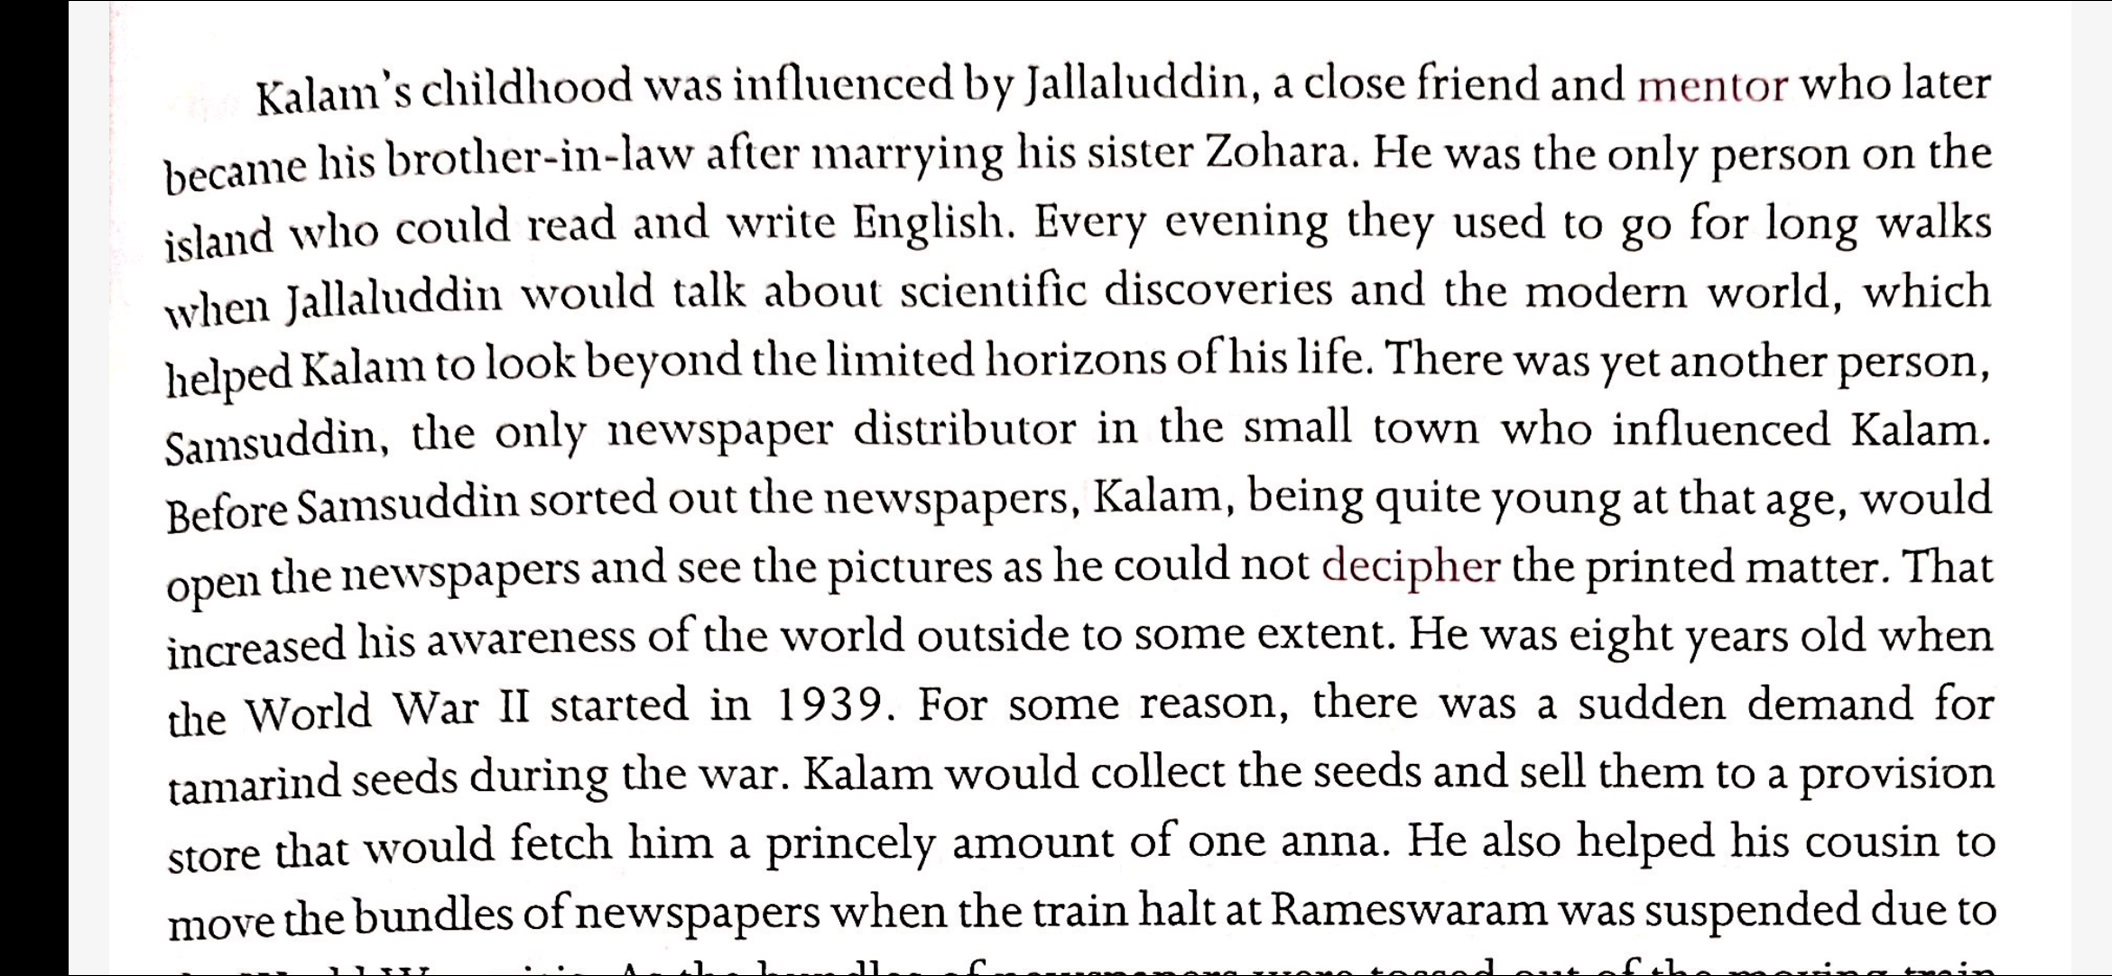 Kalam's childhood was influenced by Jallaluddin, a close friend and mentor who later
became his brother-in-law after marrying his sister Zohara. He was the only person on the
island who could read and write English. Every evening they used to go for long walks
when Jallaluddin would talk about scientific discoveries and the modern world, which
helped Kalam to look beyond the limited horizons of his life. There was yet another person,
Samsuddin, the only newspaper distributor in the small town who influenced Kalam.
Before Samsuddin sorted out the newspapers, Kalam, being quite young at that age, would
open the newspapers and see the pictures as he could not decipher the printed matter. That
increased his awareness of the world outside to some extent. He was eight years old when
the World War II started in 1939. For some reason, there was a sudden demand for
tamarind seeds during the war. Kalam would collect the seeds and sell them to a provision
store that would fetch him a princely amount of one anna. He also helped his cousin to
move the bundles of newspapers when the train halt at Rameswaram was suspended due to